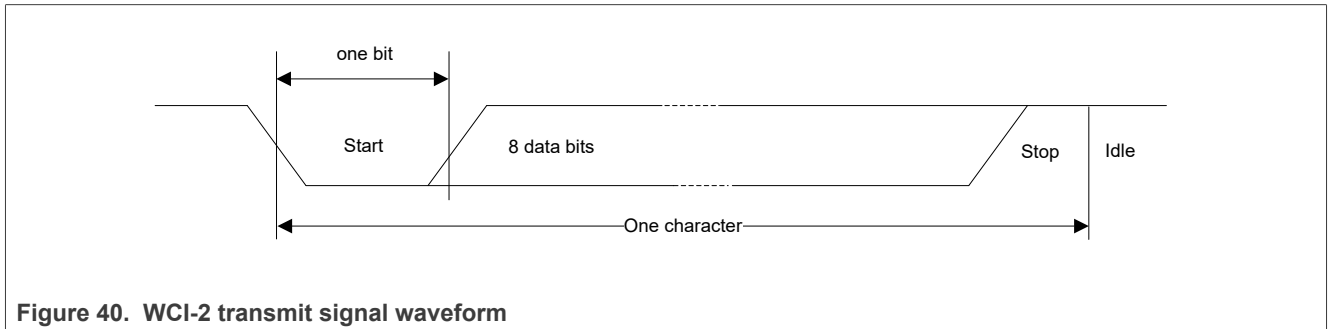 one bit
Start
8 data bits
Stop
Idle
One character
Figure 40. WCI-2 transmit signal waveform